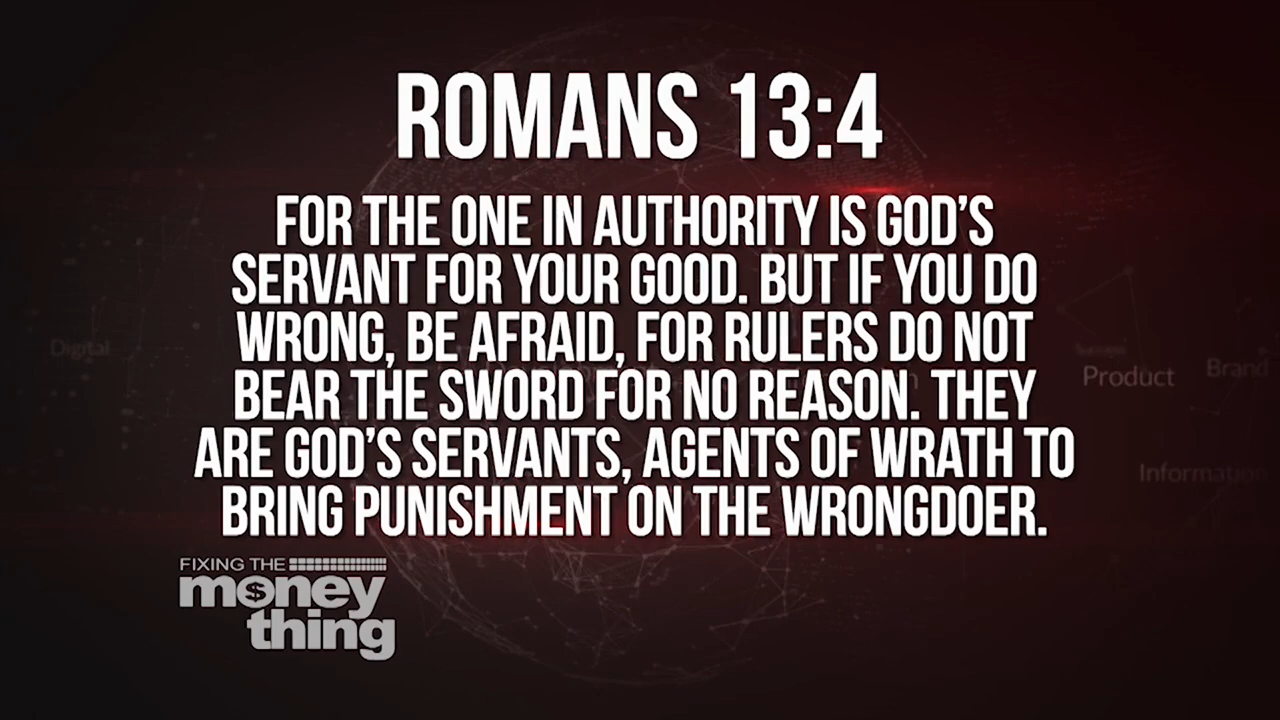 ROMANS 13:4
FOR THE ONE IN AUTHORITY IS GOD’S
SERVANT FOR YOUR GOOD. BUT IF YOU DO
WRONG, BE AFRAID, FOR RULERS DO NOT
BEAR THE SWORD FOR NO REASON. THEY
ARE GOD’S SERVANTS, AGENTS OF WRATH TO
BRING PUNISHMENT ON THE WRONGDOER.
Digital
Product
Brand
Information
FIXING THE
money
thing